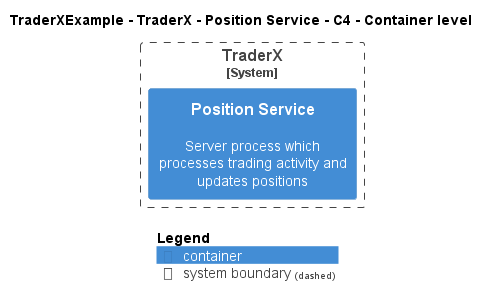 TraderXExample - TraderX - Position Service - C4 - Container level
TraderX
[System]
Position Service
Server process which
processes trading activity and
updates positions
Legend
container
system boundary (dashed)